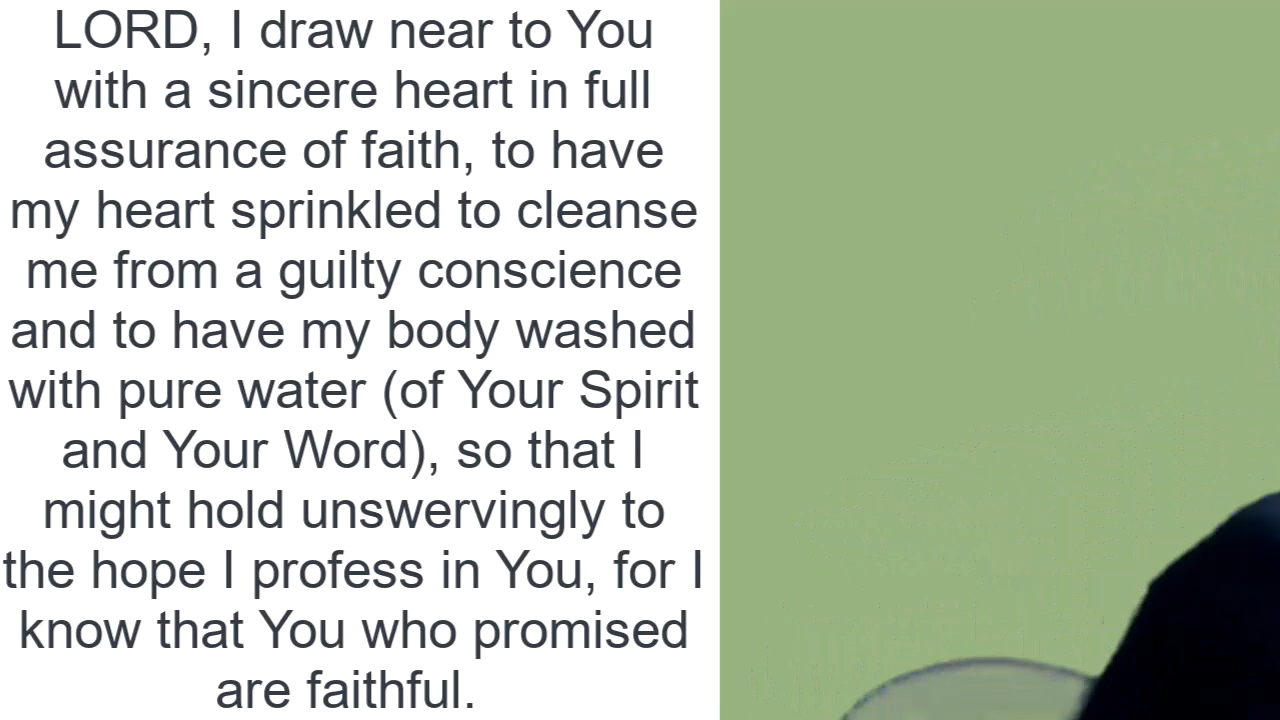 LORD, I draw near to You
with a sincere heart in full
assurance of faith, to have
my heart sprinkled to cleanse
me from a guilty conscience
and to have my body washed
with pure water (of Your Spirit
and Your Word), so that I
might hold unswervingly to
the hope I profess in You, for I
know that You who promised
are faithful.